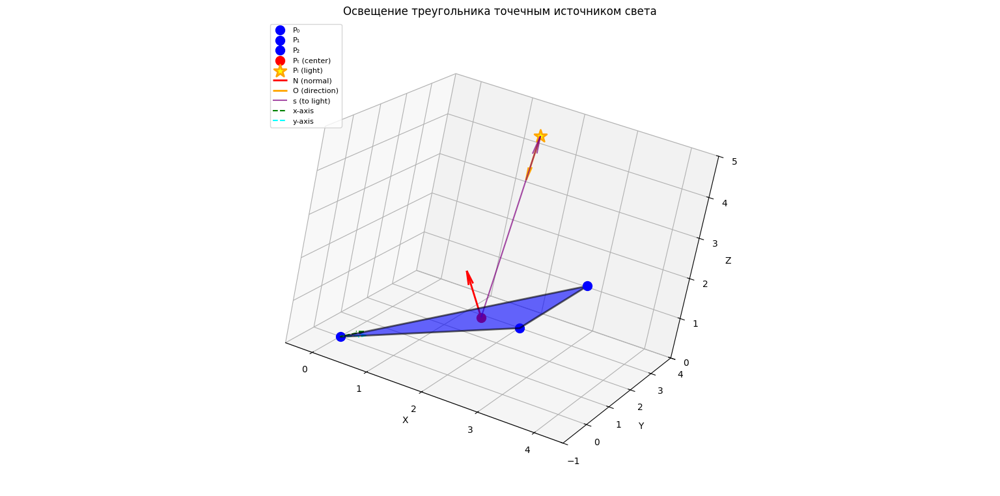 Освещение треугольника точечным источником света
P₀
P₁
P₂
Pₜ (center)
Pₗ (light)
N (normal)
O (direction)
s (to light)
x-axis
y-axis
5
4
3
2
1
0
Z
4
3
2
1
0
−1
Y
0
1
2
3
4
X